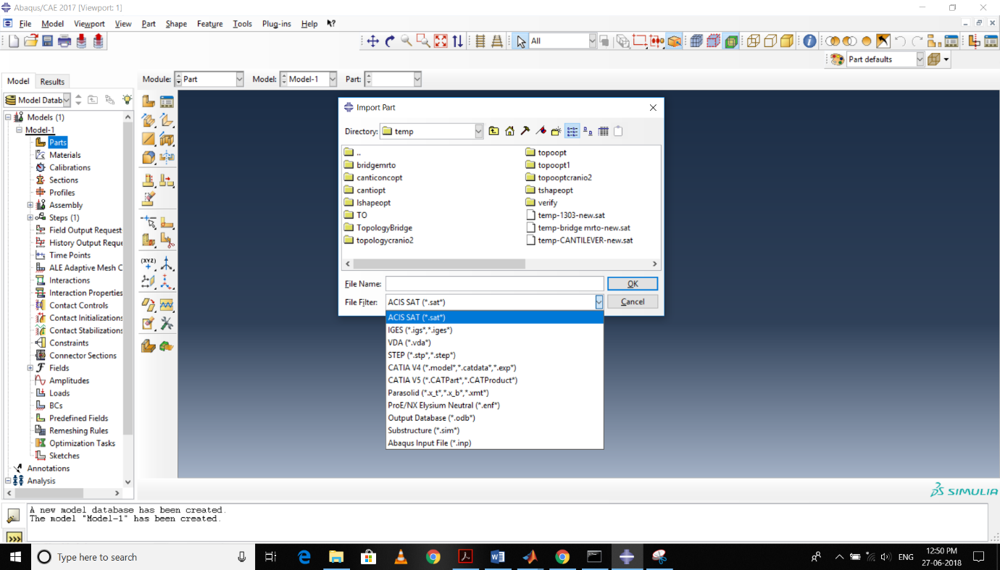 Abaqus/CAE 2017 [Viewport: 1]
File Model Viewport View Part Shape Feature Tools Plug-ins Help
All
Part defaults
Model Results
Module: Part Model: Model-1 Part:
Model Datab
Models (1)
Model-1
Parts
Materials
Calibrations
Sections
Profiles
Assembly
Steps (1)
Field Output Request
History Output Reque
Time Points
ALE Adaptive Mesh C
Interactions
Interaction Properties
Contact Controls
Contact Initializations
Contact Stabilizations
Constraints
Connector Sections
Fields
Amplitudes
Loads
BCs
Predefined Fields
Remeshing Rules
Optimization Tasks
Sketches
Annotations
Analysis
(XYZ)
Import Part
Directory: temp
..
bridgemrto
canticoncopt
cantiopt
lshapeopt
TO
TopologyBridge
topologycranio2
topoopt
topoopt1
topooptcranio2
tshapeopt
verify
temp-1303-new.sat
temp-bridge mrto-new.sat
temp-CANTILEVER-new.sat
File Name: OK
File Filter: ACIS SAT (*.sat*) Cancel
ACIS SAT (*.sat*)
IGES (*.igs*,*.iges*)
VDA (*.vda*)
STEP (*.stp*,*.step*)
CATIA V4 (*.model*,*.catdata*,*.exp*)
CATIA V5 (*.CATPart*,*.CATProduct*)
Parasolid (*.x_t*,*.x_b*,*.xmt*)
ProE/NX Elysium Neutral (*.enf*)
Output Database (*.odb*)
Substructure (*.sim*)
Abaqus Input File (*.inp)
SIMULIA
A new model database has been created.
The model "Model-1" has been created.
>>>
Type here to search
ENG
12:50 PM
27-06-2018